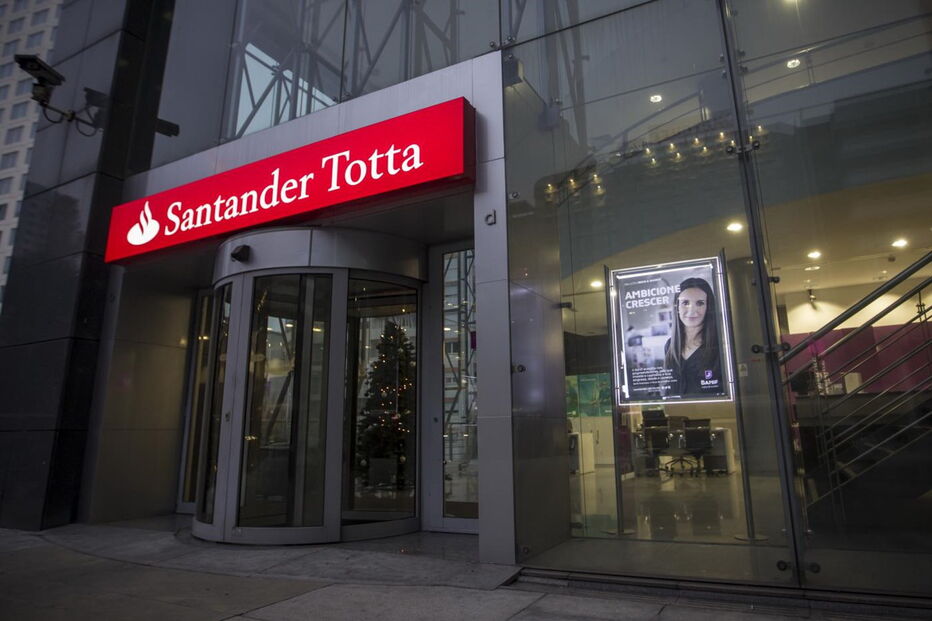 Santander Totta
d
AMBICIONE
CRESCER
BANIF